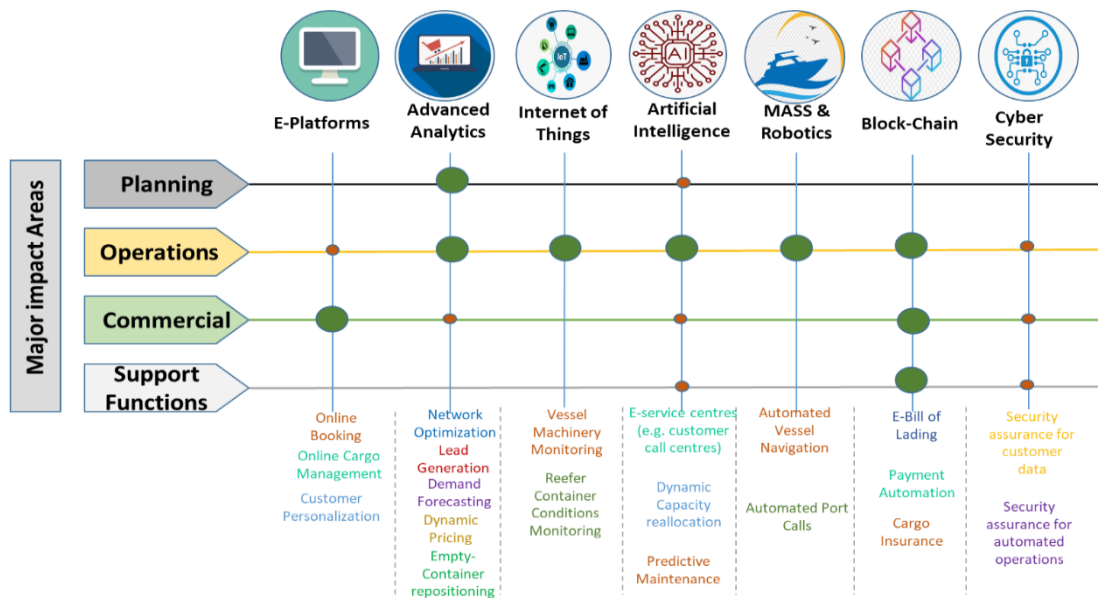 IoT
AI
E-Platforms
Advanced
Analytics
Internet of
Things
Artificial
Intelligence
MASS &
Robotics
Block-Chain
Cyber
Security
Major impact Areas
Planning
Operations
Commercial
Support
Functions
Online
Booking
Online Cargo
Management
Customer
Personalization
Network
Optimization
Lead
Generation
Demand
Forecasting
Dynamic
Pricing
Empty-
Container
repositioning
Vessel
Machinery
Monitoring
Reefer
Container
Conditions
Monitoring
E-service centres
(e.g. customer
call centres)
Dynamic
Capacity
reallocation
Predictive
Maintenance
Automated
Vessel
Navigation
Automated Port
Calls
E-Bill of
Lading
Payment
Automation
Cargo
Insurance
Security
assurance for
customer
data
Security
assurance for
automated
operations